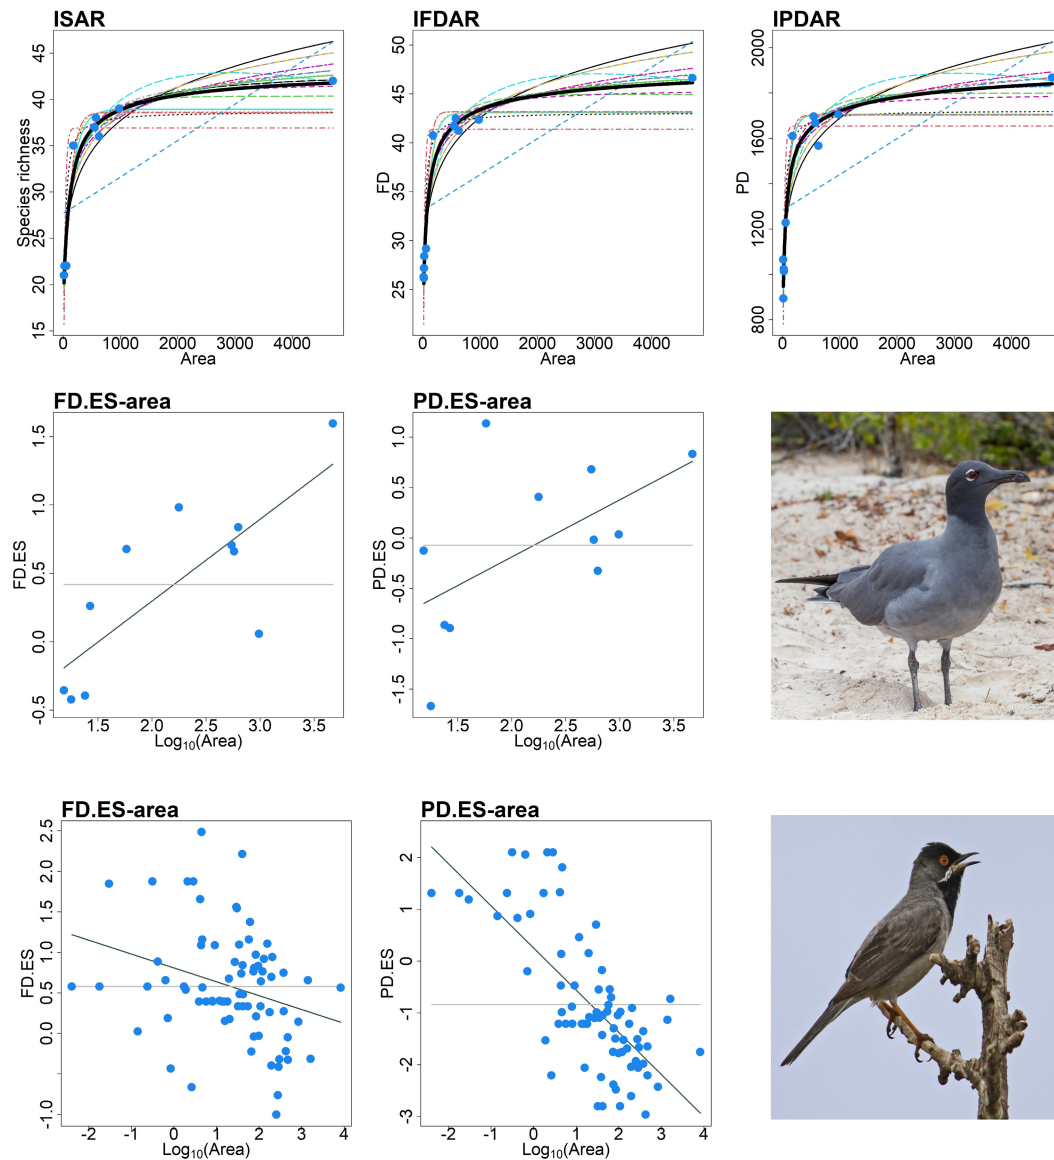 ISAR
IFDAR
IPDAR
Species richness
15 20 25 30 35 40 45
0 1000 2000 3000 4000
Area
FD
25 30 35 40 45 50
0 1000 2000 3000 4000
Area
PD
800 1200 1600 2000
0 1000 2000 3000 4000
Area
FD.ES-area
PD.ES-area
FD.ES
-0.5 0.0 0.5 1.0 1.5
1.5 2.0 2.5 3.0 3.5
Log₁₀(Area)
PD.ES
-1.5 -1.0 -0.5 0.0 0.5 1.0
1.5 2.0 2.5 3.0 3.5
Log₁₀(Area)
FD.ES-area
PD.ES-area
FD.ES
-1.0 0.0 0.5 1.0 1.5 2.0 2.5
-2 -1 0 1 2 3 4
Log₁₀(Area)
PD.ES
-3 -2 -1 0 1 2
-2 -1 0 1 2 3 4
Log₁₀(Area)